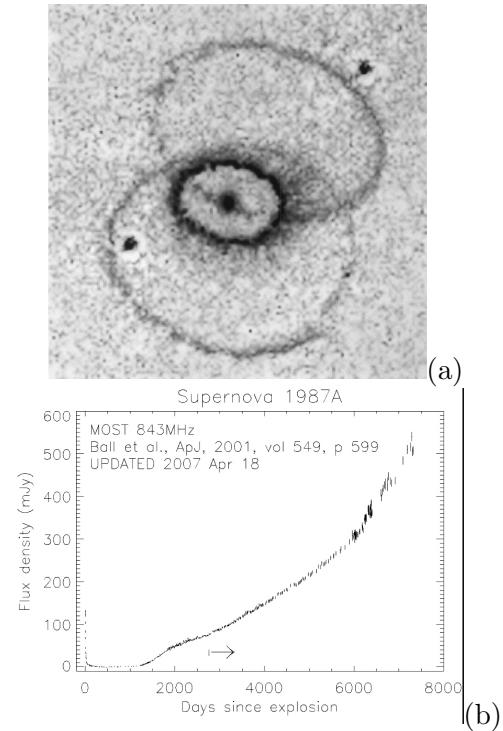 (a)
Supernova 1987A
MOST 843MHz
Ball et al., ApJ, 2001, vol 549, p 599
UPDATED 2007 Apr 18
Flux density (mJy)
600
500
400
300
200
100
0
0 2000 4000 6000 8000
Days since explosion
(b)